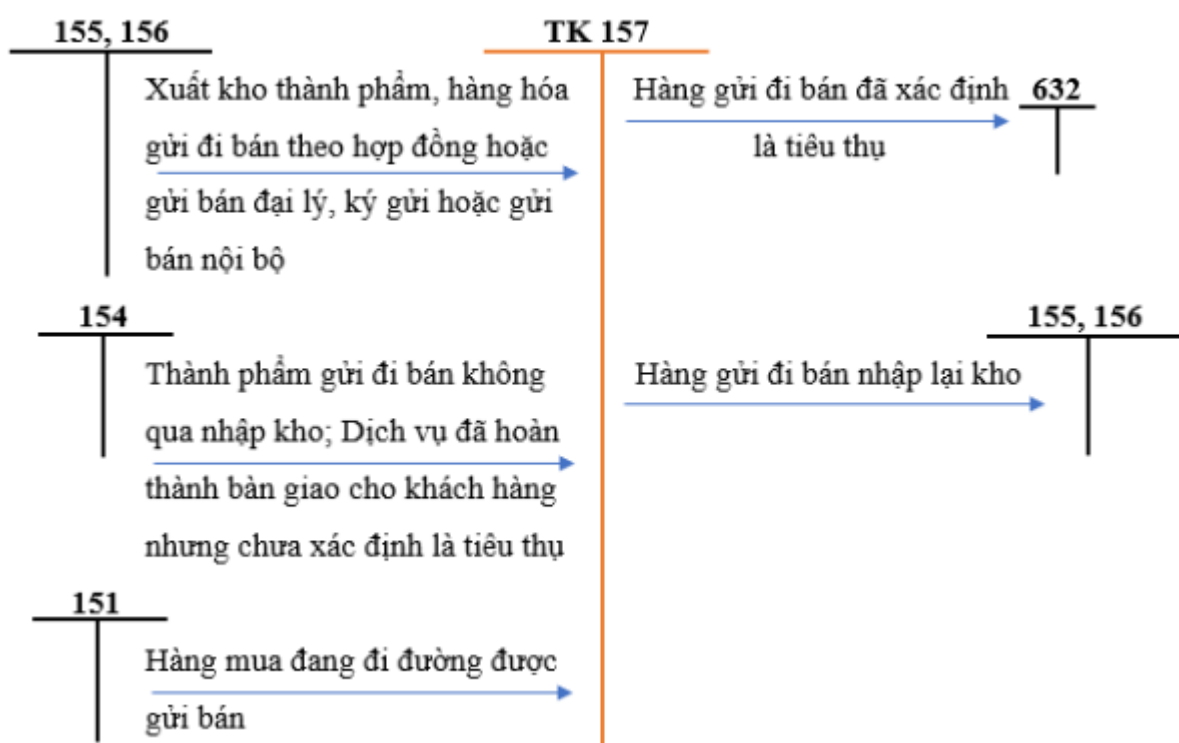 155, 156
TK 157
Xuất kho thành phẩm, hàng hóa
gửi đi bán theo hợp đồng hoặc
gửi bán đại lý, ký gửi hoặc gửi
bán nội bộ
Hàng gửi đi bán đã xác định
là tiêu thụ
632
154
Thành phẩm gửi đi bán không
qua nhập kho; Dịch vụ đã hoàn
thành bàn giao cho khách hàng
nhưng chưa xác định là tiêu thụ
155, 156
Hàng gửi đi bán nhập lại kho
151
Hàng mua đang đi đường được
gửi bán